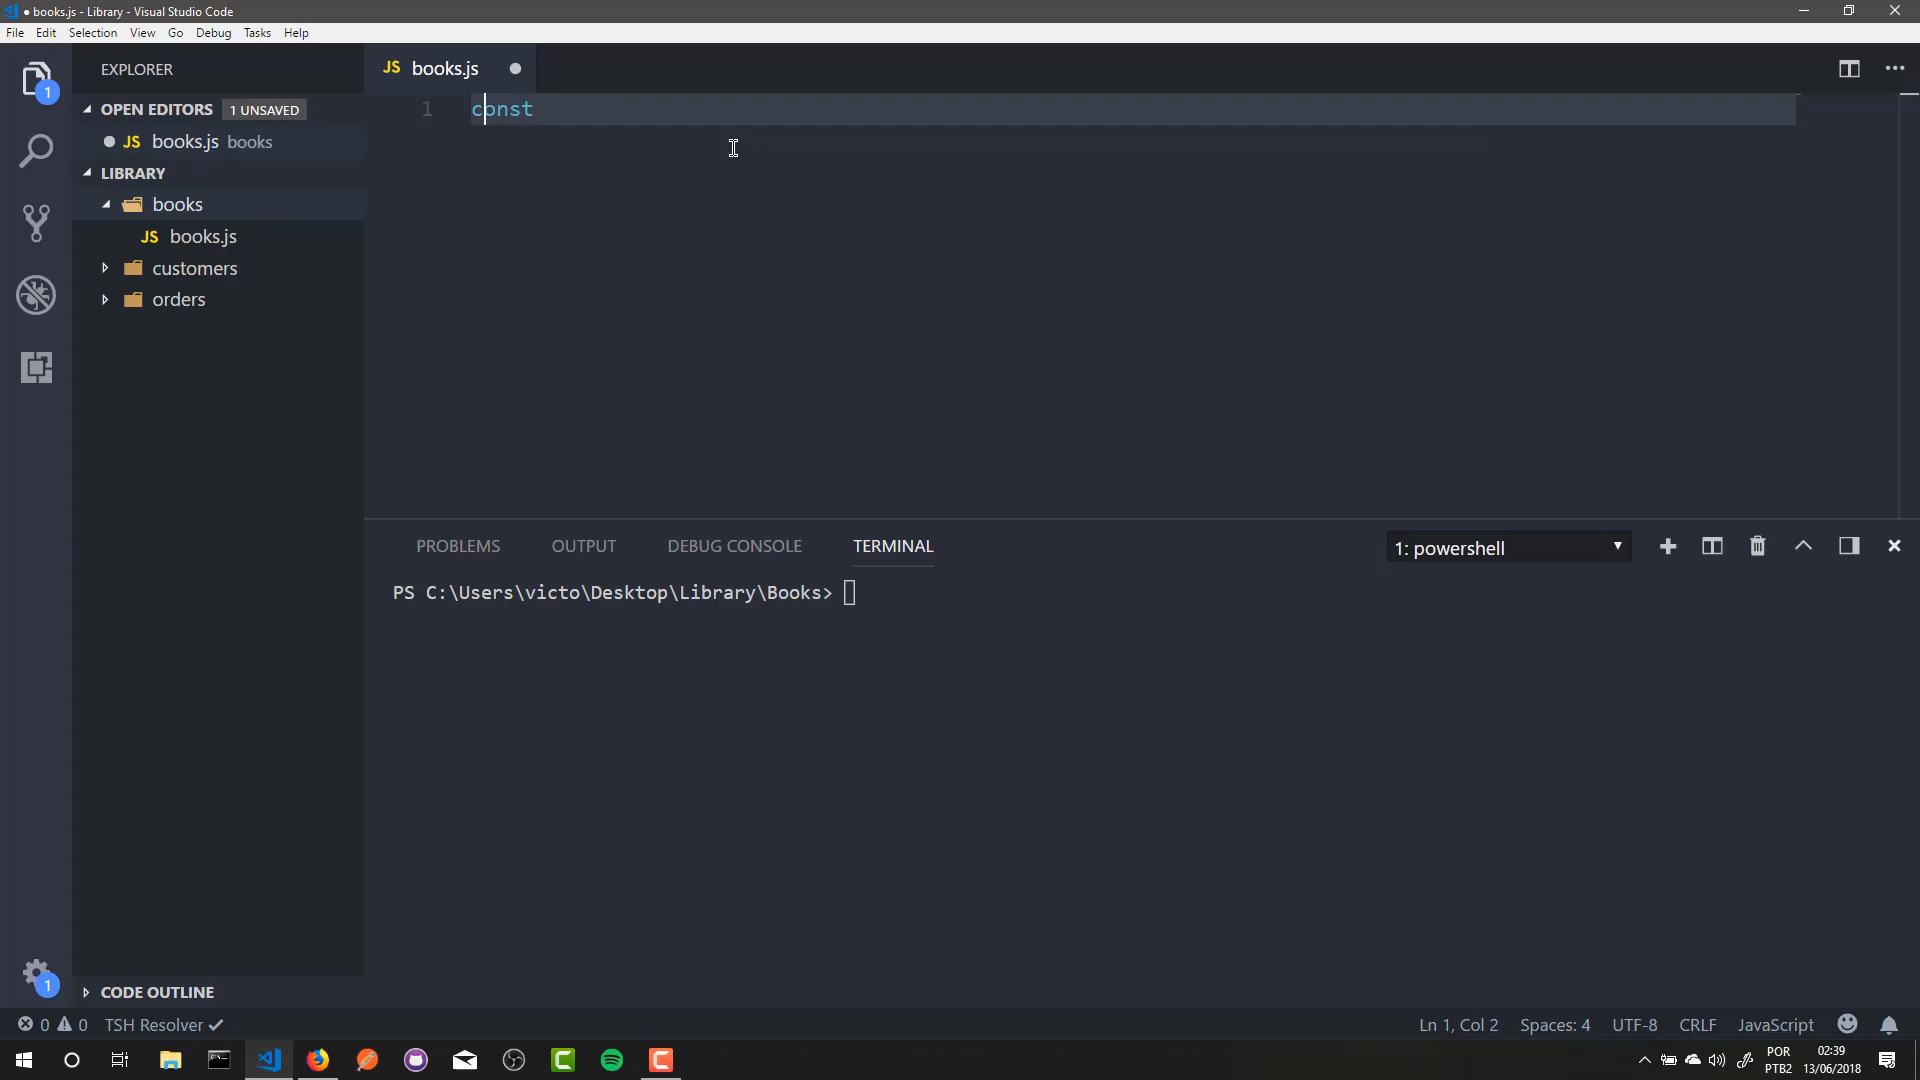 ● books.js - Library - Visual Studio Code
File Edit Selection View Go Debug Tasks Help
EXPLORER
1
OPEN EDITORS 1 UNSAVED
JS books.js books
LIBRARY
books
JS books.js
customers
orders
CODE OUTLINE
1
JS books.js ●
1 const
PROBLEMS OUTPUT DEBUG CONSOLE TERMINAL 1: powershell
PS C:\Users\victo\Desktop\Library\Books>
0 0 TSH Resolver Ln 1, Col 2 Spaces: 4 UTF-8 CRLF JavaScript
POR
PTB2
02:39
13/06/2018